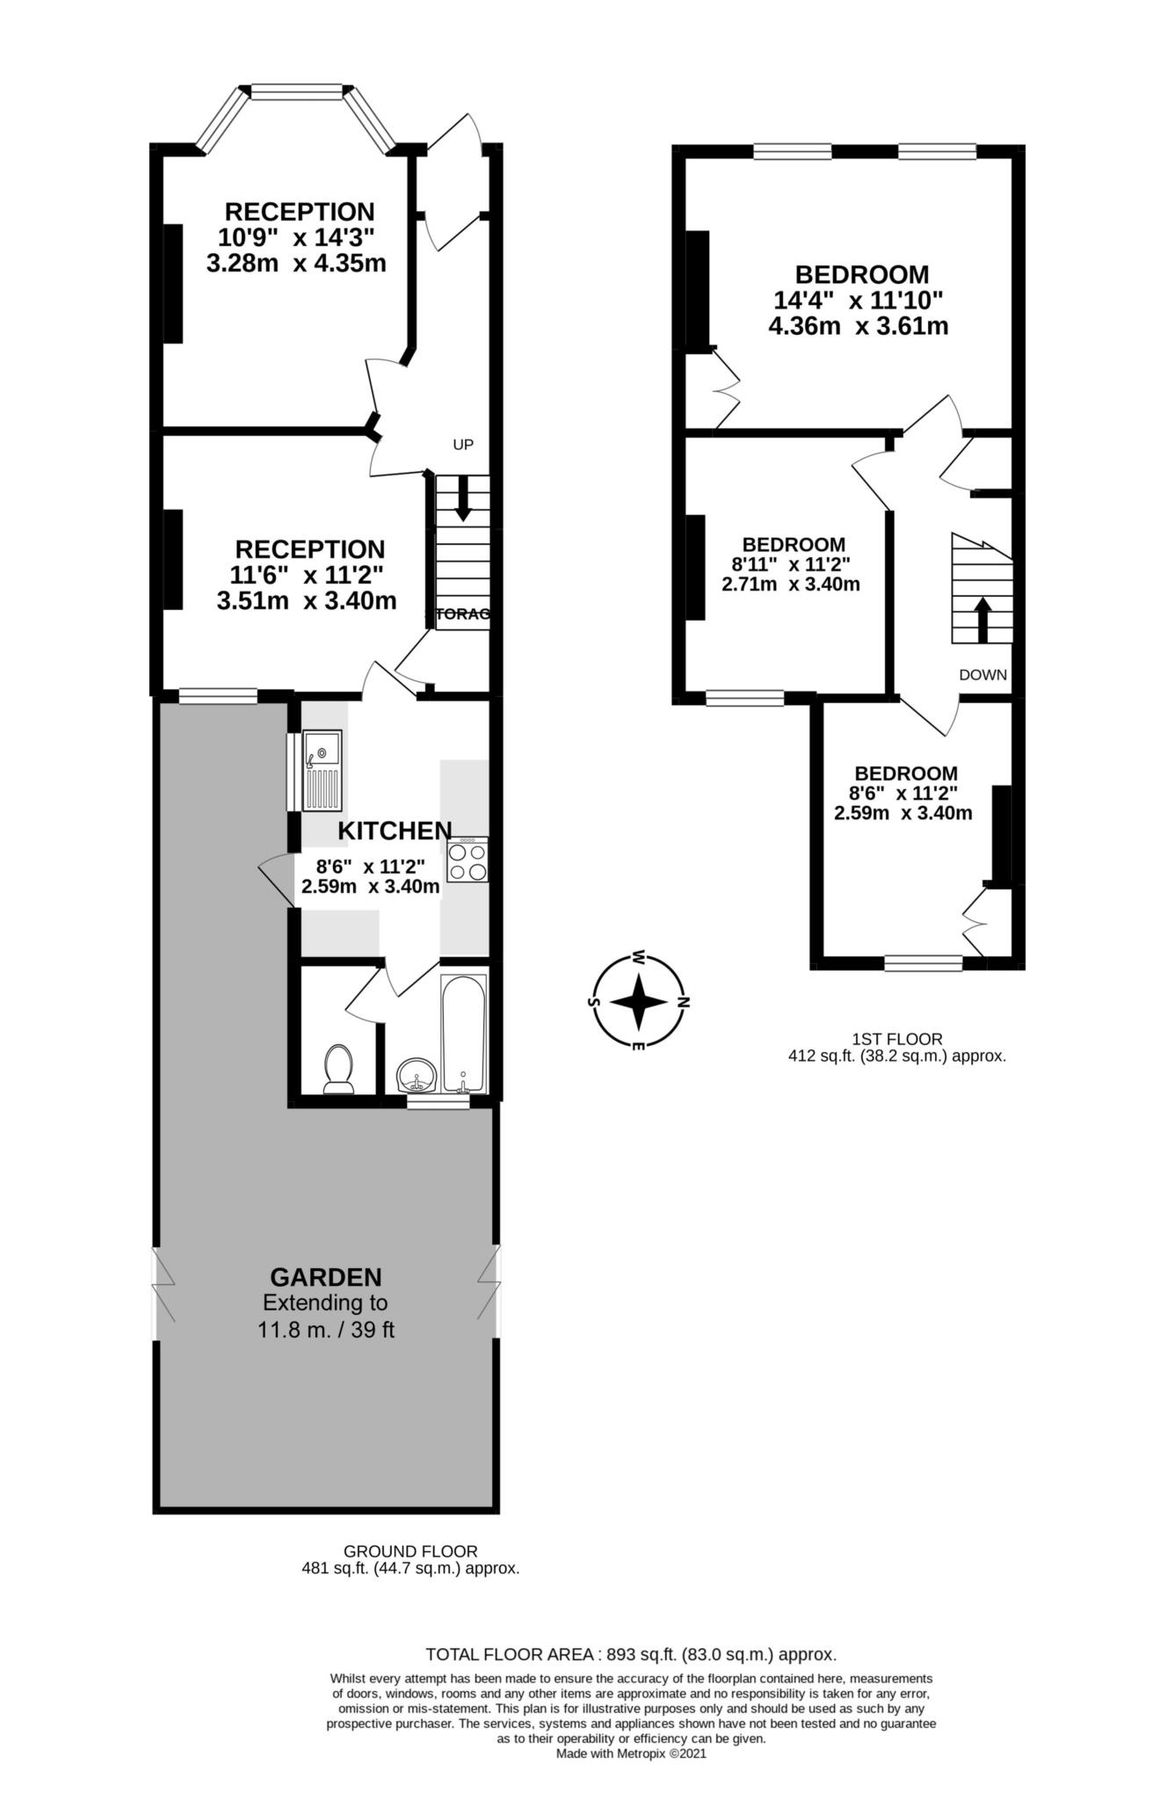 RECEPTION
10'9" x 14'3"
3.28m x 4.35m
UP
RECEPTION
11'6" x 11'2"
3.51m x 3.40m
TORAG
KITCHEN
8'6" x 11'2"
2.59m x 3.40m
GARDEN
Extending to
11.8 m. / 39 ft
GROUND FLOOR
481 sq.ft. (44.7 sq.m.) approx.
BEDROOM
14'4" x 11'10"
4.36m x 3.61m
BEDROOM
8'11" x 11'2"
2.71m x 3.40m
DOWN
BEDROOM
8'6" x 11'2"
2.59m x 3.40m
W
S
N
E
1ST FLOOR
412 sq.ft. (38.2 sq.m.) approx.
TOTAL FLOOR AREA : 893 sq.ft. (83.0 sq.m.) approx.
Whilst every attempt has been made to ensure the accuracy of the floorplan contained here, measurements
of doors, windows, rooms and any other items are approximate and no responsibility is taken for any error,
omission or mis-statement. This plan is for illustrative purposes only and should be used as such by any
prospective purchaser. The services, systems and appliances shown have not been tested and no guarantee
as to their operability or efficiency can be given.
Made with Metropix ©2021